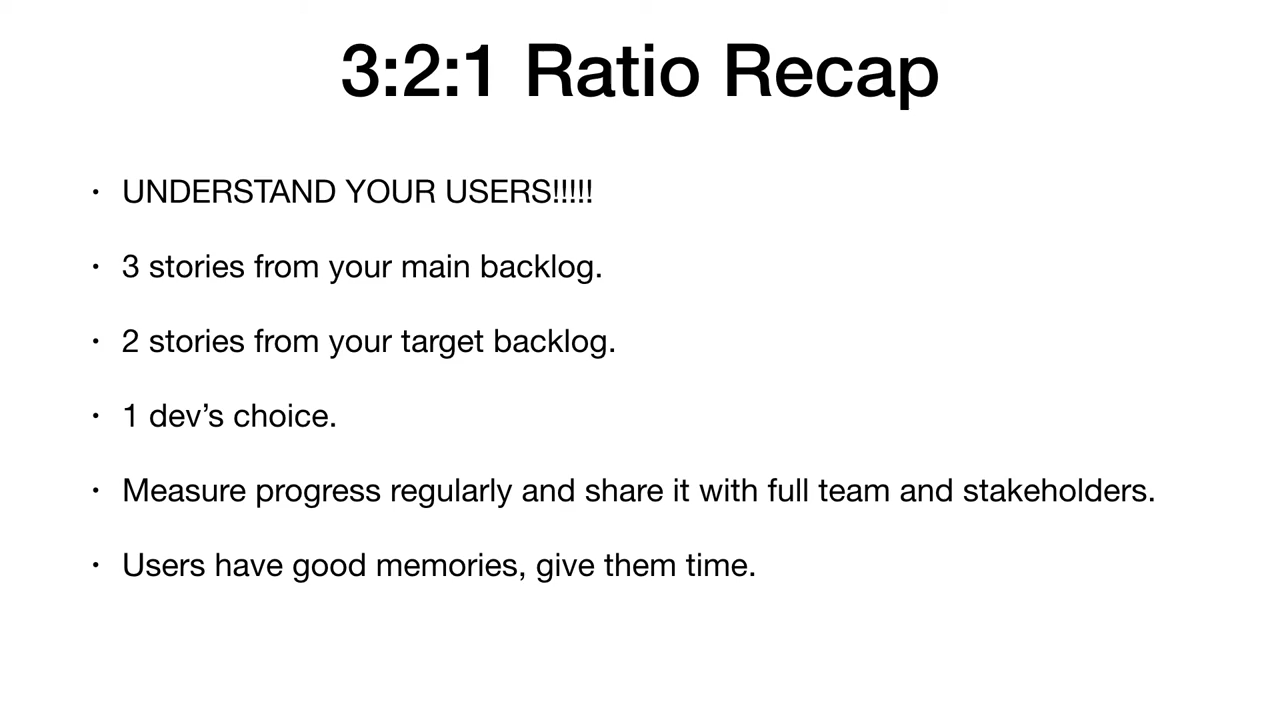 3:2:1 Ratio Recap
• UNDERSTAND YOUR USERS!!!!!
• 3 stories from your main backlog.
• 2 stories from your target backlog.
• 1 dev’s choice.
• Measure progress regularly and share it with full team and stakeholders.
• Users have good memories, give them time.